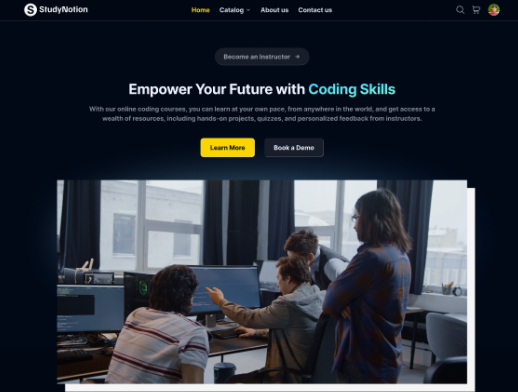 StudyNotion
Home Catalog About us Contact us
Become an Instructor
Empower Your Future with Coding Skills
With our online coding courses, you can learn at your own pace, from anywhere in the world, and get access to a
wealth of resources, including hands-on projects, quizzes, and personalized feedback from instructors.
Learn More
Book a Demo